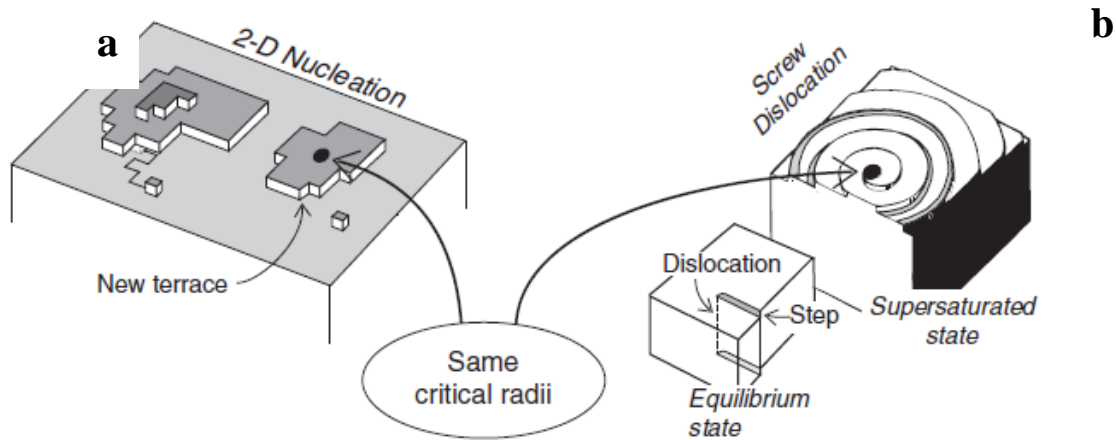 a
2-D Nucleation
New terrace
Same
critical radii
b
Screw
Dislocation
Dislocation
Step
Supersaturated
state
Equilibrium
state